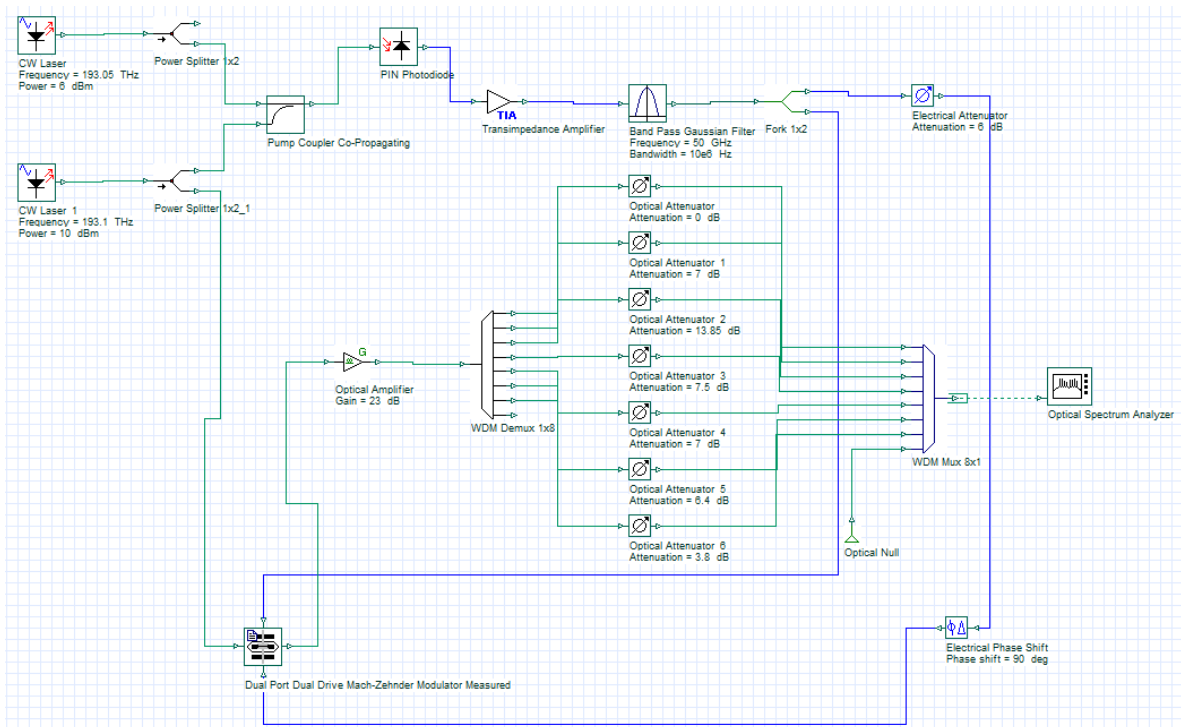 CW Laser
Frequency = 193.05 THz
Power = 6 dBm
Power Splitter 1x2
PIN Photodiode
TIA
Transimpedance Amplifier
Band Pass Gaussian Filter
Frequency = 50 GHz
Bandwidth = 10e6 Hz
Fork 1x2
Electrical Attenuator
Attenuation = 6 dB
Pump Coupler Co-Propagating
CW Laser 1
Frequency = 193.1 THz
Power = 10 dBm
Power Splitter 1x2_1
Optical Attenuator
Attenuation = 0 dB
Optical Attenuator 1
Attenuation = 7 dB
Optical Attenuator 2
Attenuation = 13.85 dB
G
Optical Amplifier
Gain = 23 dB
WDM Demux 1x8
Optical Attenuator 3
Attenuation = 7.5 dB
Optical Attenuator 4
Attenuation = 7 dB
Optical Attenuator 5
Attenuation = 6.4 dB
Optical Attenuator 6
Attenuation = 3.8 dB
Optical Spectrum Analyzer
WDM Mux 8x1
Optical Null
Electrical Phase Shift
Phase shift = 90 deg
Dual Port Dual Drive Mach-Zehnder Modulator Measured